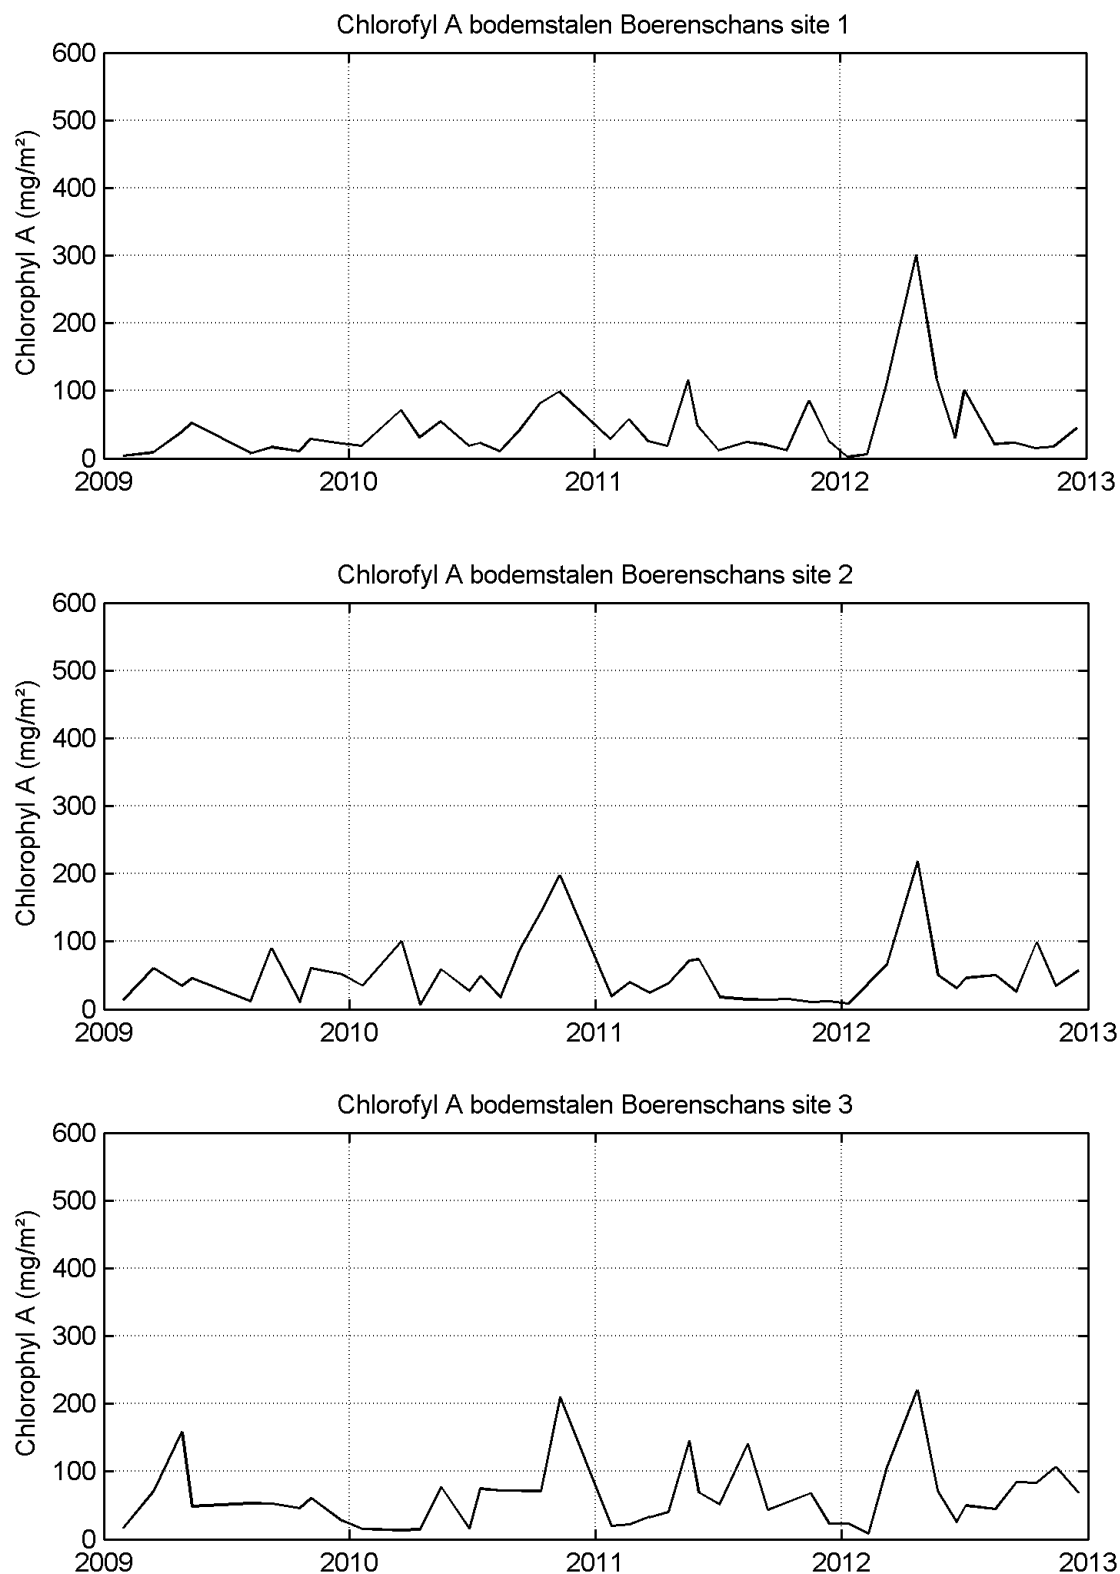 Chlorofyl A bodemstalen Boerenschans site 1
Chlorophyl A (mg/m²)
600
500
400
300
200
100
0
2009 2010 2011 2012 2013
Chlorofyl A bodemstalen Boerenschans site 2
Chlorophyl A (mg/m²)
600
500
400
300
200
100
0
2009 2010 2011 2012 2013
Chlorofyl A bodemstalen Boerenschans site 3
Chlorophyl A (mg/m²)
600
500
400
300
200
100
0
2009 2010 2011 2012 2013